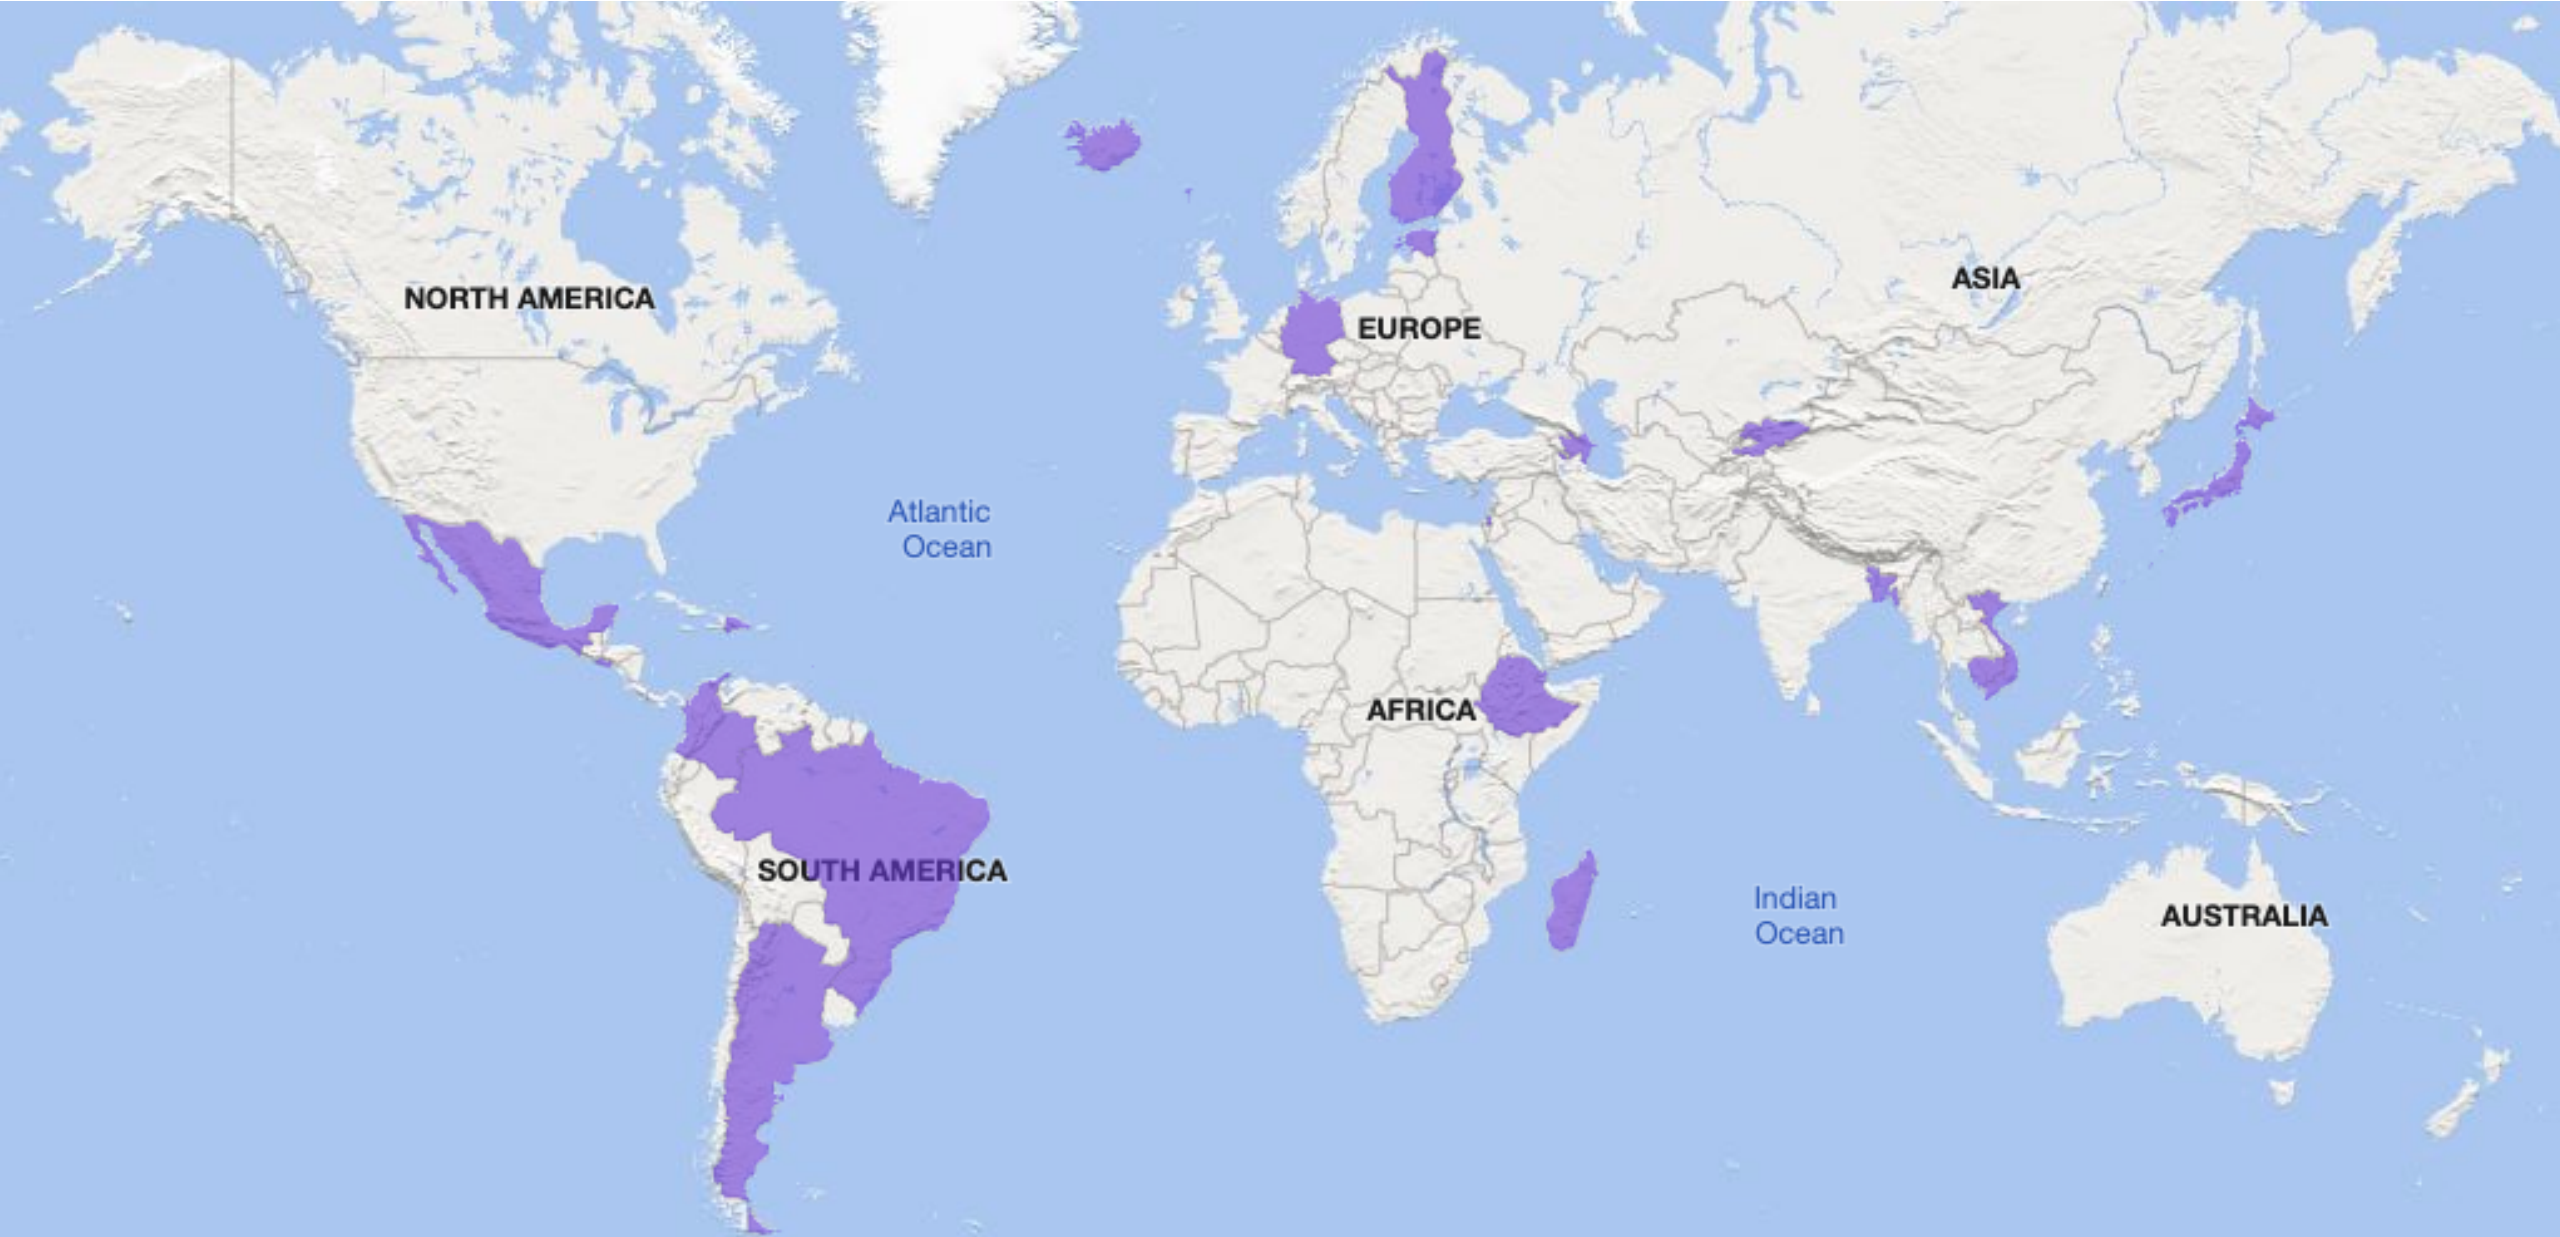 ASIA
NORTH AMERICA
EUROPE
Atlantic
Ocean
AFRICA
SOUTH AMERICA
Indian
Ocean
AUSTRALIA